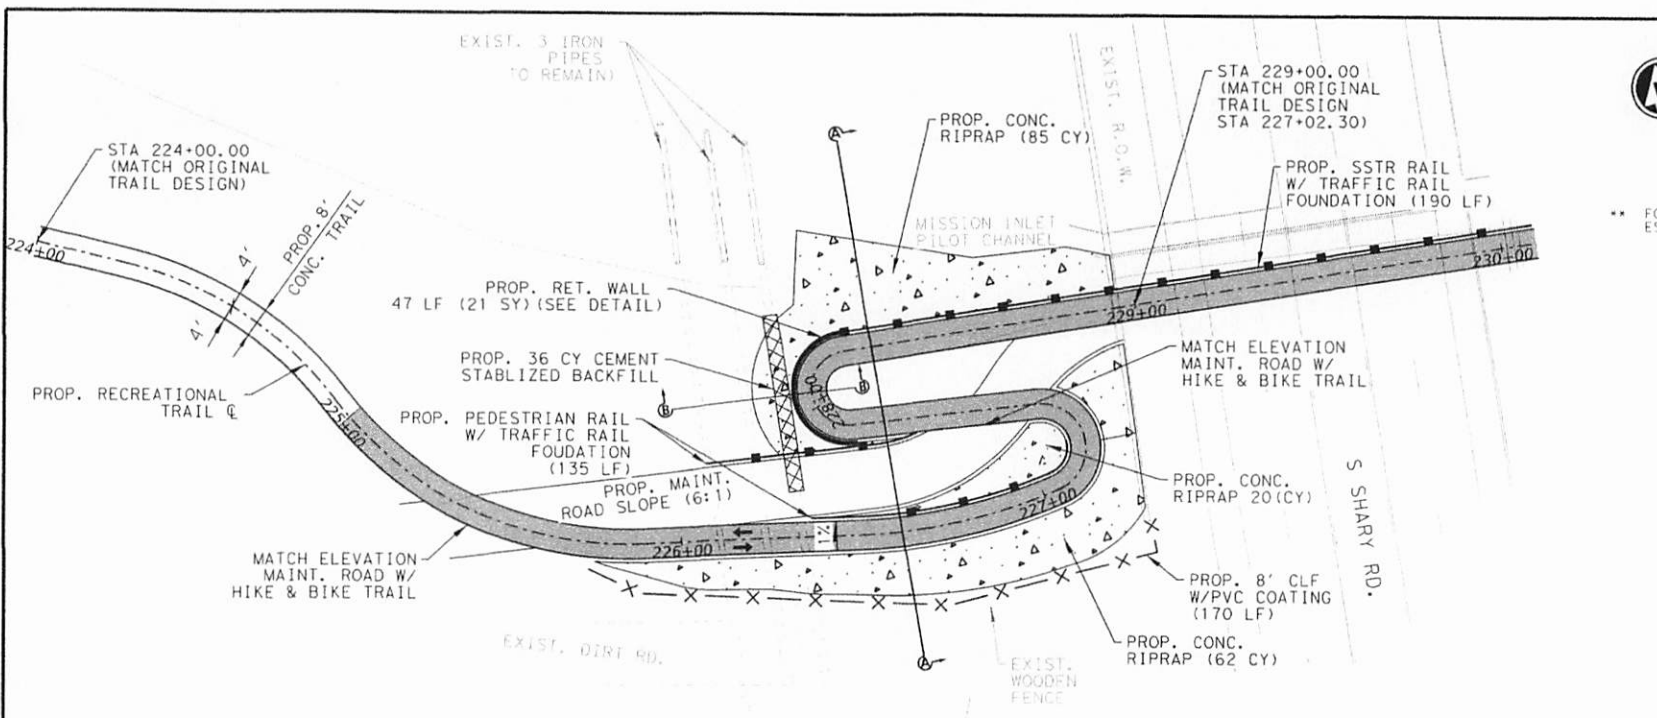 EXIST. 3 IRON
PIPES
TO REMAIN)
STA 224+00.00
(MATCH ORIGINAL
TRAIL DESIGN)
224+00
4'
4'
PROP. 8'
CONC. TRAIL
PROP. RECREATIONAL
TRAIL ℄
225+00
MATCH ELEVATION
MAINT. ROAD W/
HIKE & BIKE TRAIL
PROP. RET. WALL
47 LF (21 SY) (SEE DETAIL)
PROP. 36 CY CEMENT
STABLIZED BACKFILL
B
B
PROP. PEDESTRIAN RAIL
W/ TRAFFIC RAIL
FOUDATION
(135 LF)
PROP. MAINT.
ROAD SLOPE (6:1)
226+00
1%
227+00
228+00
A
A
PROP. CONC.
RIPRAP (85 CY)
MISSION INLET
PILOT CHANNEL
EXIST. R.O.W.
STA 229+00.00
(MATCH ORIGINAL
TRAIL DESIGN
STA 227+02.30)
PROP. SSTR RAIL
W/ TRAFFIC RAIL
FOUNDATION (190 LF)
229+00
230+00
MATCH ELEVATION
MAINT. ROAD W/
HIKE & BIKE TRAIL
PROP. CONC.
RIPRAP 20(CY)
S SHARY RD.
PROP. 8' CLF
W/PVC COATING
(170 LF)
PROP. CONC.
RIPRAP (62 CY)
EXIST. DIRT RD.
EXIST.
WOODEN
FENCE
** FO
ES